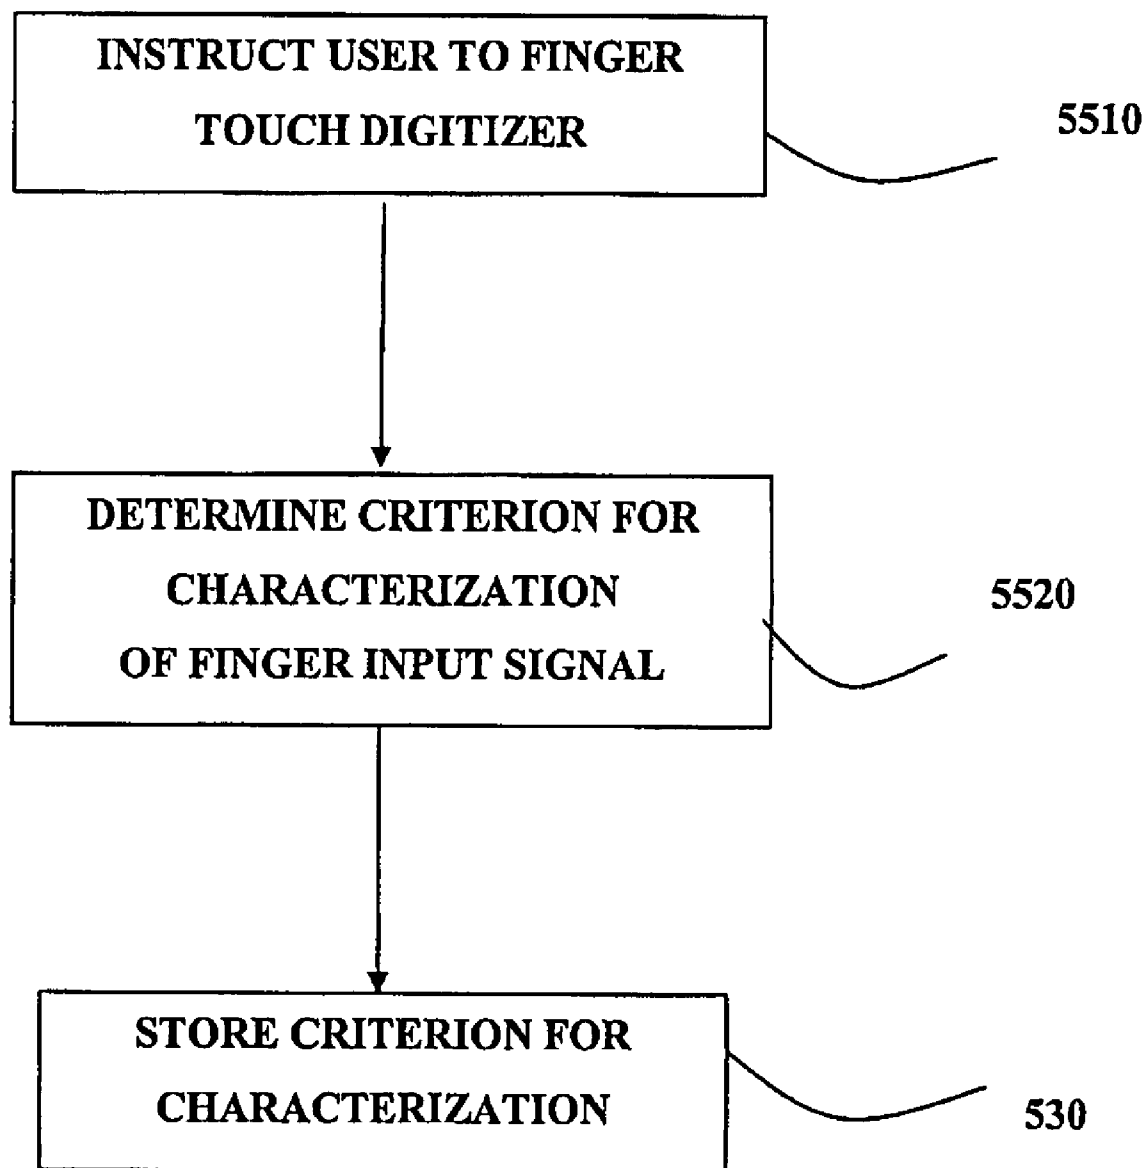 INSTRUCT USER TO FINGER
TOUCH DIGITIZER
5510
DETERMINE CRITERION FOR
CHARACTERIZATION
OF FINGER INPUT SIGNAL
5520
STORE CRITERION FOR
CHARACTERIZATION
530